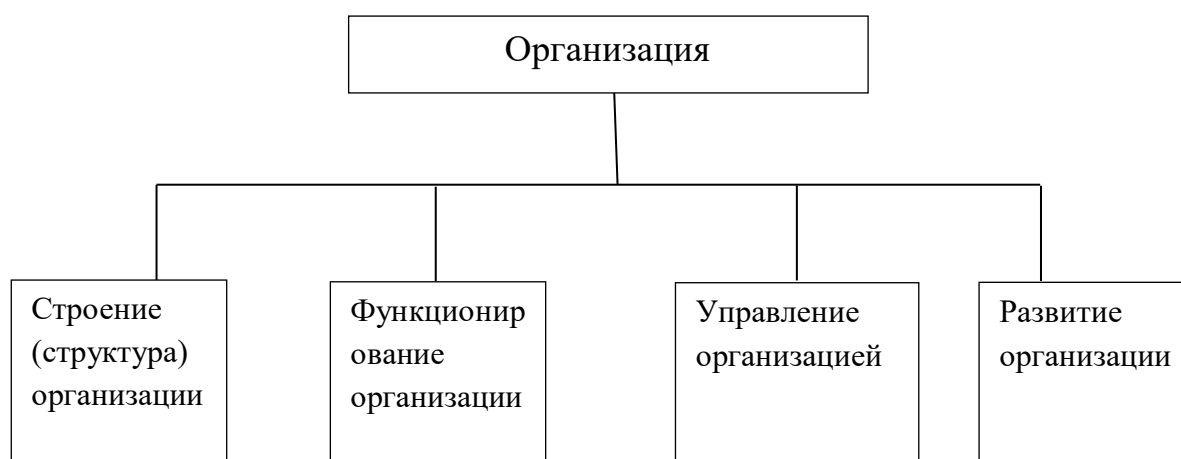 Организация
Строение
(структура)
организации
Функционир
ование
организации
Управление
организацией
Развитие
организации